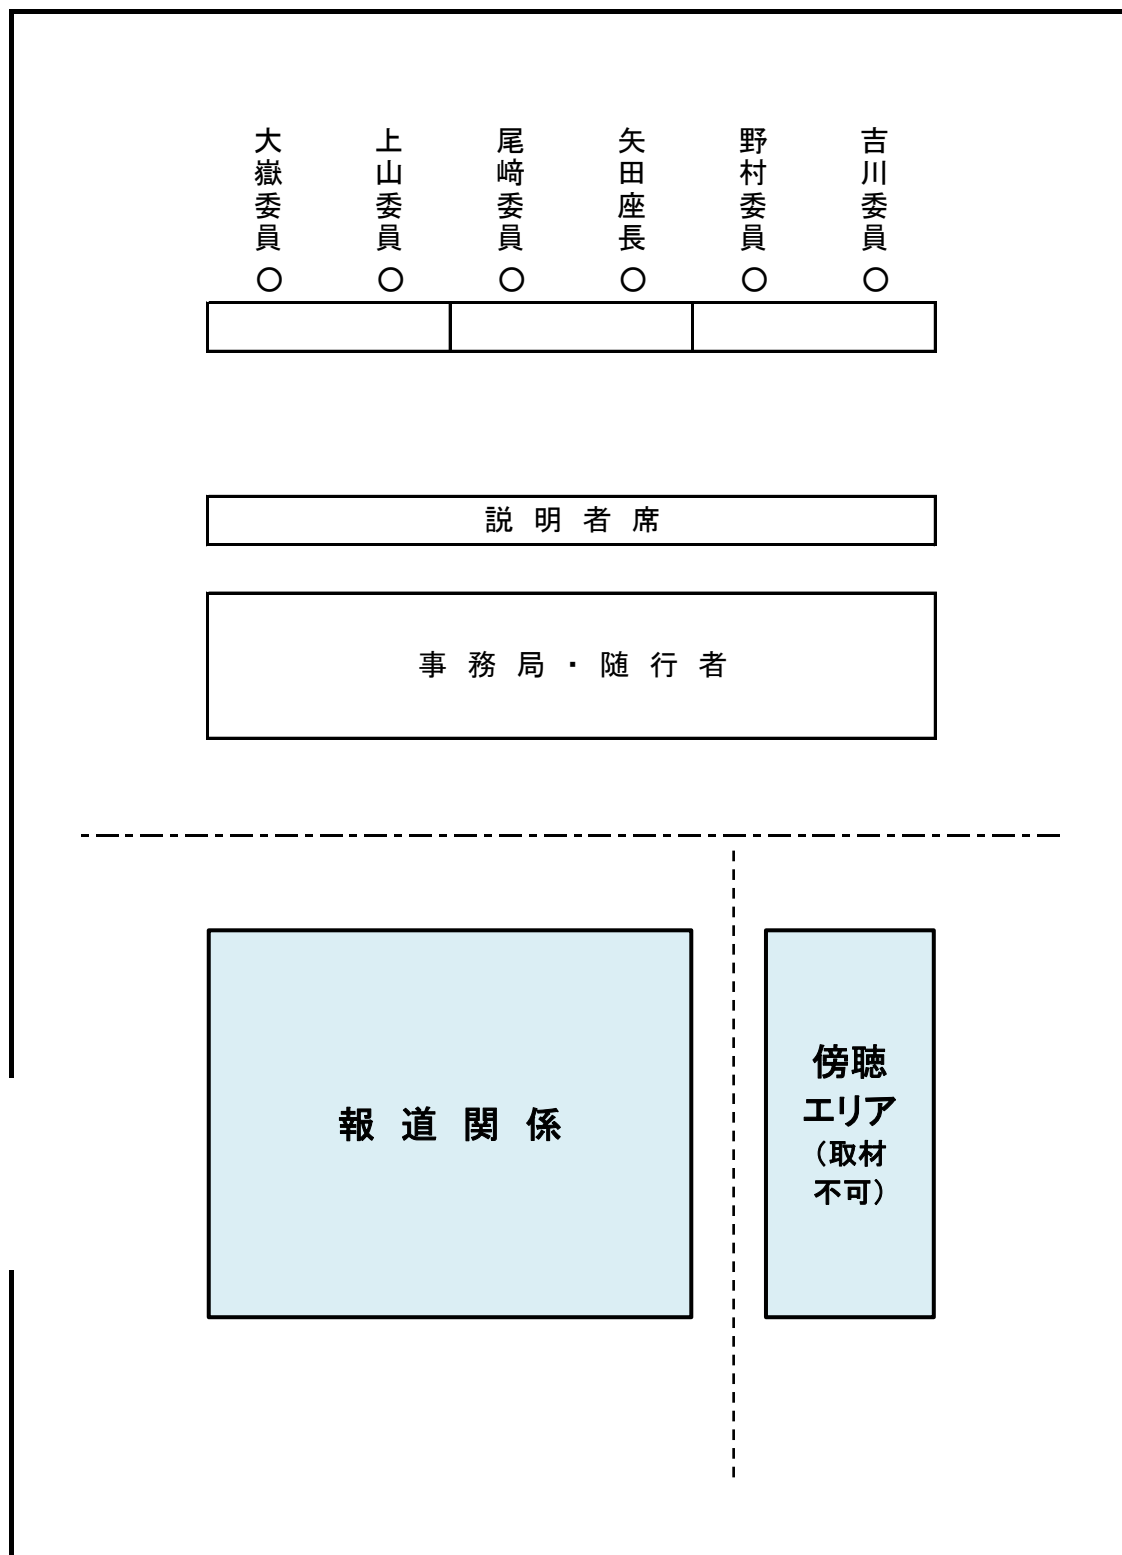 大嶽委員
上山委員
尾﨑委員
矢田座長
野村委員
吉川委員
説明者席
事務局・随行者
報道関係
傍聴
エリア
（取材
不可）